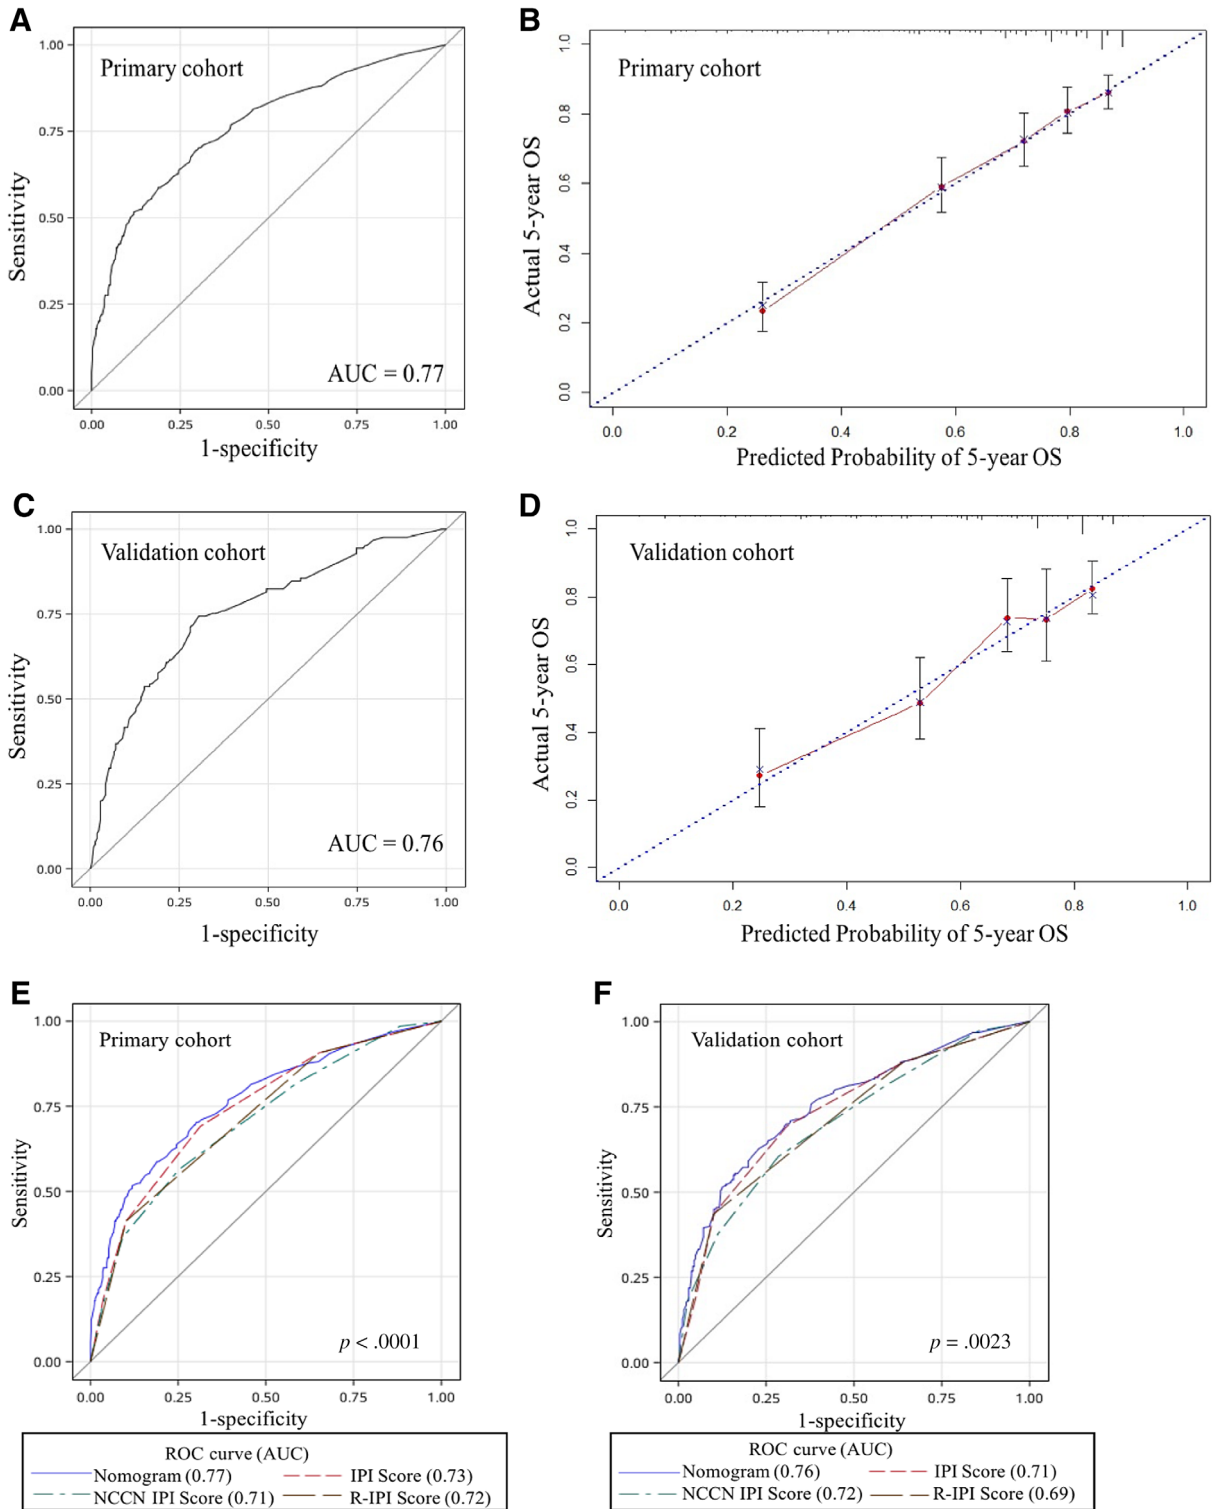 A
Primary cohort
1.00
0.75
0.50
0.25
0.00
Sensitivity
AUC = 0.77
0.00 0.25 0.50 0.75 1.00
1-specificity
B
Primary cohort
1.0
0.8
0.6
0.4
0.2
0.0
Actual 5-year OS
0.0 0.2 0.4 0.6 0.8 1.0
Predicted Probability of 5-year OS
C
Validation cohort
1.00
0.75
0.50
0.25
0.00
Sensitivity
AUC = 0.76
0.00 0.25 0.50 0.75 1.00
1-specificity
D
Validation cohort
1.0
0.8
0.6
0.4
0.2
0.0
Actual 5-year OS
0.0 0.2 0.4 0.6 0.8 1.0
Predicted Probability of 5-year OS
E
Primary cohort
1.00
0.75
0.50
0.25
0.00
Sensitivity
p < .0001
0.00 0.25 0.50 0.75 1.00
1-specificity
ROC curve (AUC)
Nomogram (0.77) IPI Score (0.73)
NCCN IPI Score (0.71) R-IPI Score (0.72)
F
Validation cohort
1.00
0.75
0.50
0.25
0.00
Sensitivity
p = .0023
0.00 0.25 0.50 0.75 1.00
1-specificity
ROC curve (AUC)
Nomogram (0.76) IPI Score (0.71)
NCCN IPI Score (0.72) R-IPI Score (0.69)